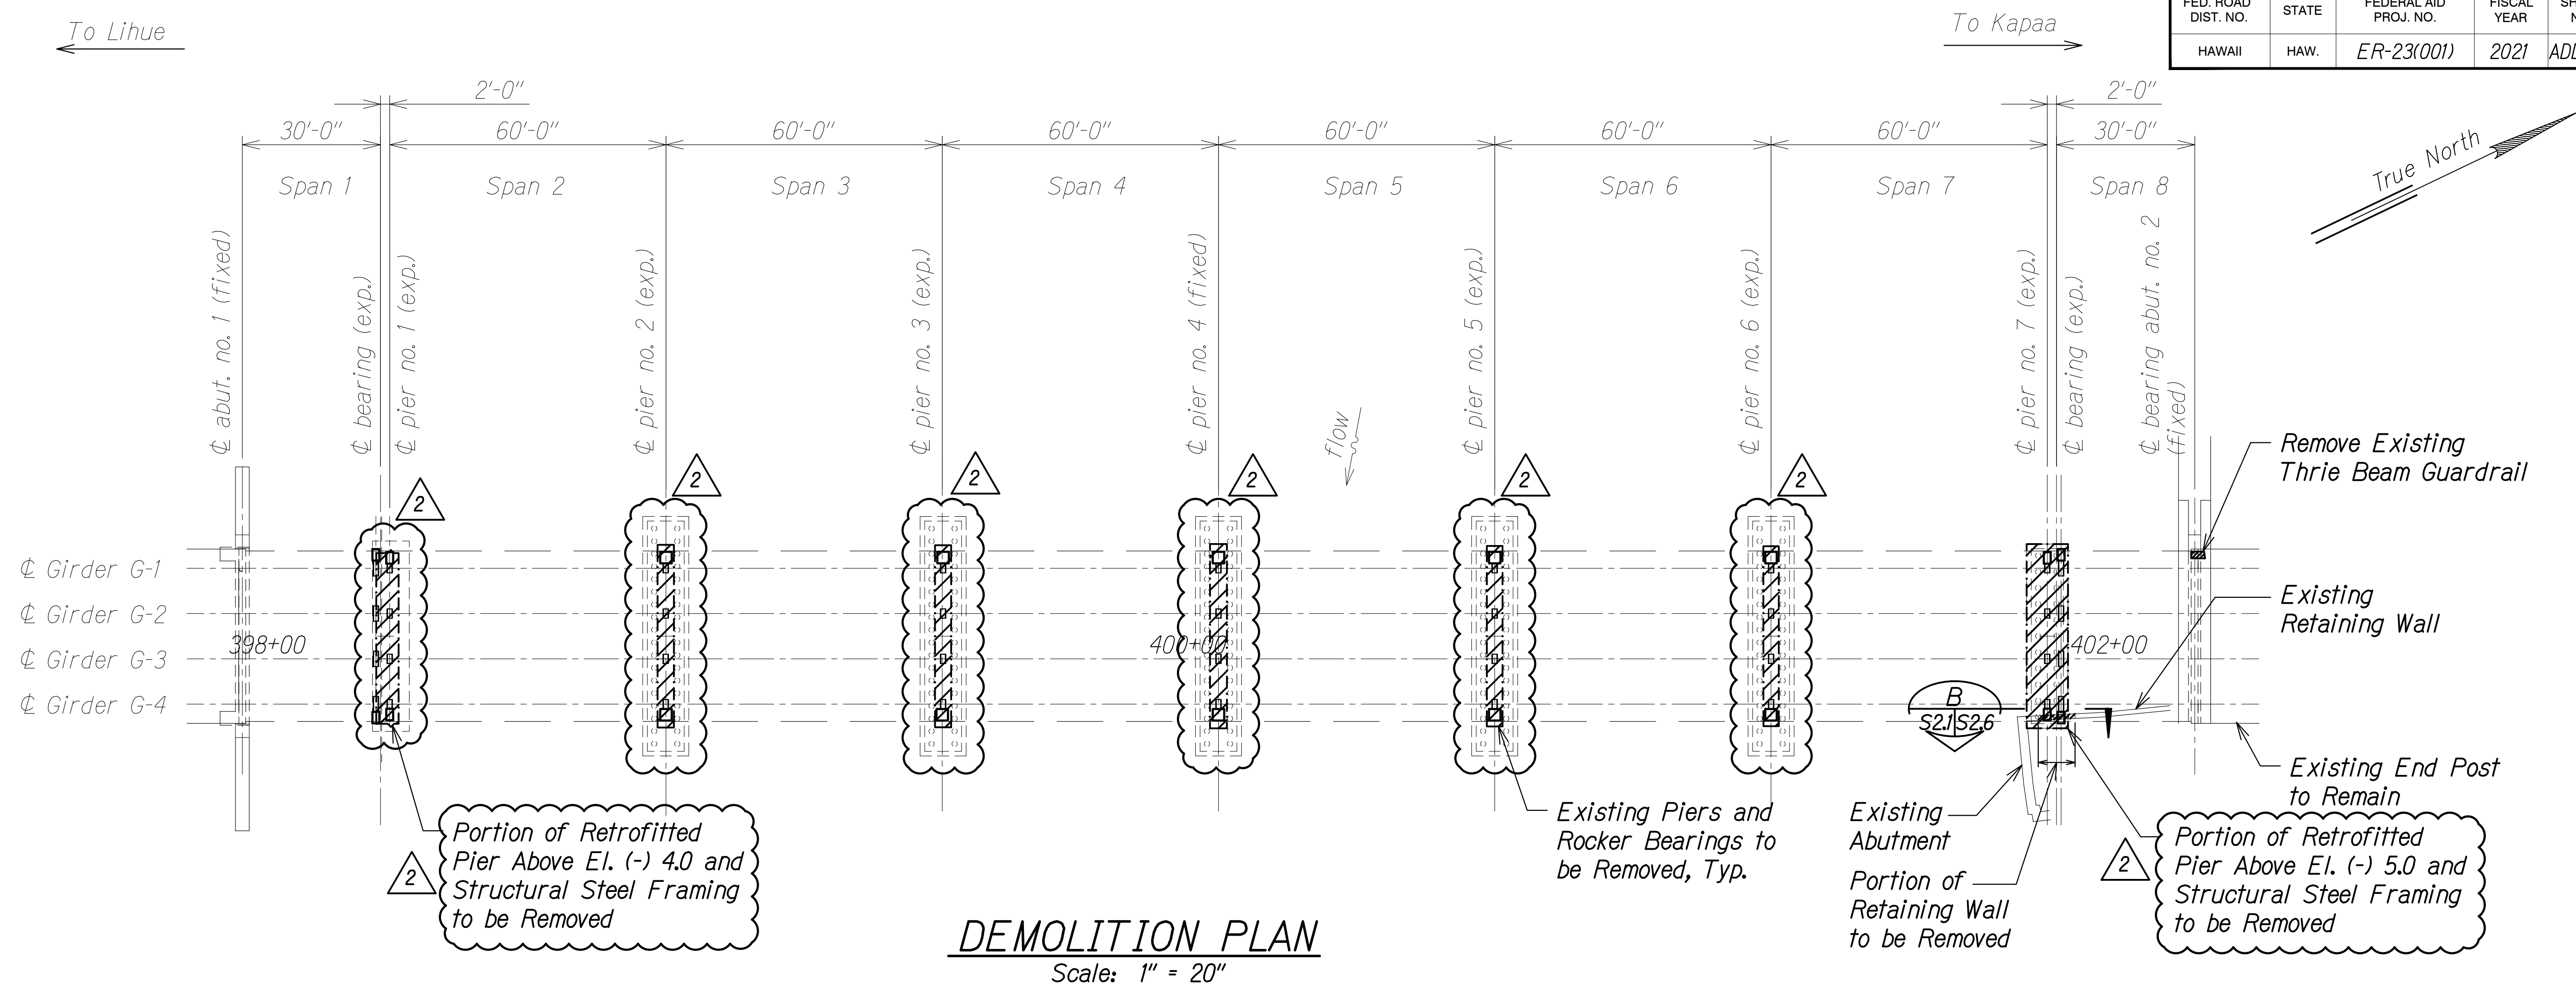 To Lihue
To Kapaa
FED. ROAD DIST. NO.
STATE
FEDERAL AID PROJ. NO.
FISCAL YEAR
HAWAII
HAW.
ER-23(001)
2021
2'-0"
2'-0"
30'-0"
60'-0"
60'-0"
60'-0"
60'-0"
60'-0"
60'-0"
30'-0"
True North
Span 1
Span 2
Span 3
Span 4
Span 5
Span 6
Span 7
Span 8
℄ abut. no. 1 (fixed)
℄ bearing (exp.)
℄ pier no. 1 (exp.)
℄ pier no. 2 (exp.)
℄ pier no. 3 (exp.)
℄ pier no. 4 (fixed)
flow
℄ pier no. 5 (exp.)
℄ pier no. 6 (exp.)
℄ pier no. 7 (exp.)
℄ bearing (exp.)
℄ bearing abut. no. 2
(fixed)
Remove Existing
Thrie Beam Guardrail
2
2
2
2
2
2
℄ Girder G-1
℄ Girder G-2
℄ Girder G-3
℄ Girder G-4
398+00
400+00
402+00
Existing
Retaining Wall
B
S2.1 S2.6
Existing End Post
to Remain
Portion of Retrofitted
Pier Above El. (-) 4.0 and
Structural Steel Framing
to be Removed
2
Existing Piers and
Rocker Bearings to
be Removed, Typ.
Existing
Abutment
Portion of
Retaining Wall
to be Removed
2
Portion of Retrofitted
Pier Above El. (-) 5.0 and
Structural Steel Framing
to be Removed
DEMOLITION PLAN
Scale: 1" = 20"